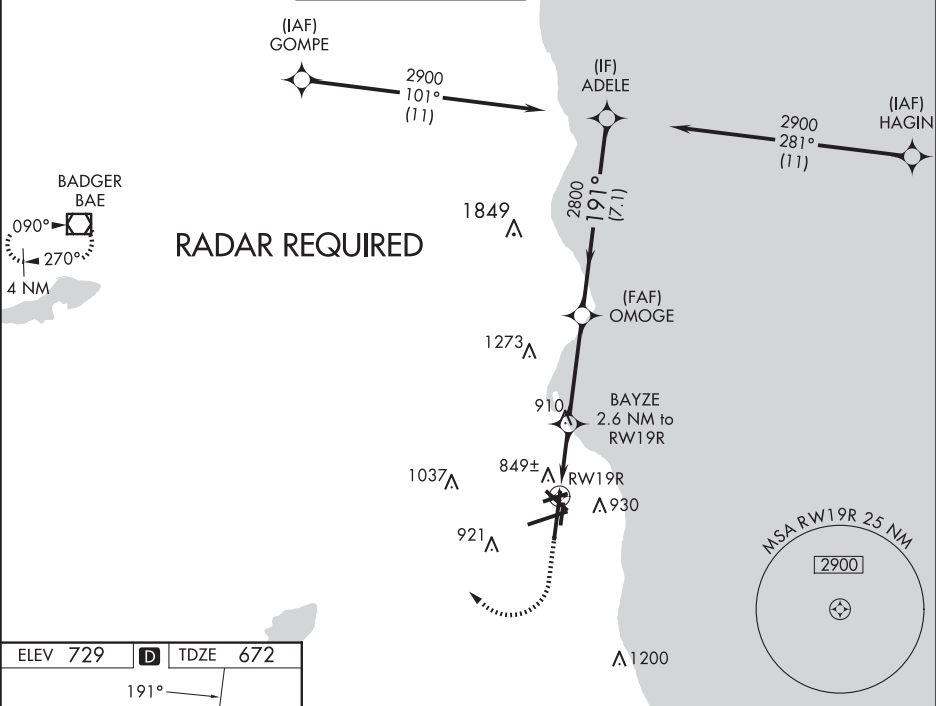 (IAF)
GOMPE
2900
101°
(11)
(IF)
ADELE
2900
281°
(11)
(IAF)
HAGIN
BADGER
BAE
090°
270°
4 NM
RADAR REQUIRED
1849
2800
191°
(7.1)
(FAF)
OMOGE
1273
910
BAYZE
2.6 NM to
RW19R
849±
RW19R
1037
930
921
MSA RW19R 25 NM
2900
1200
ELEV 729 D TDZE 672
191°